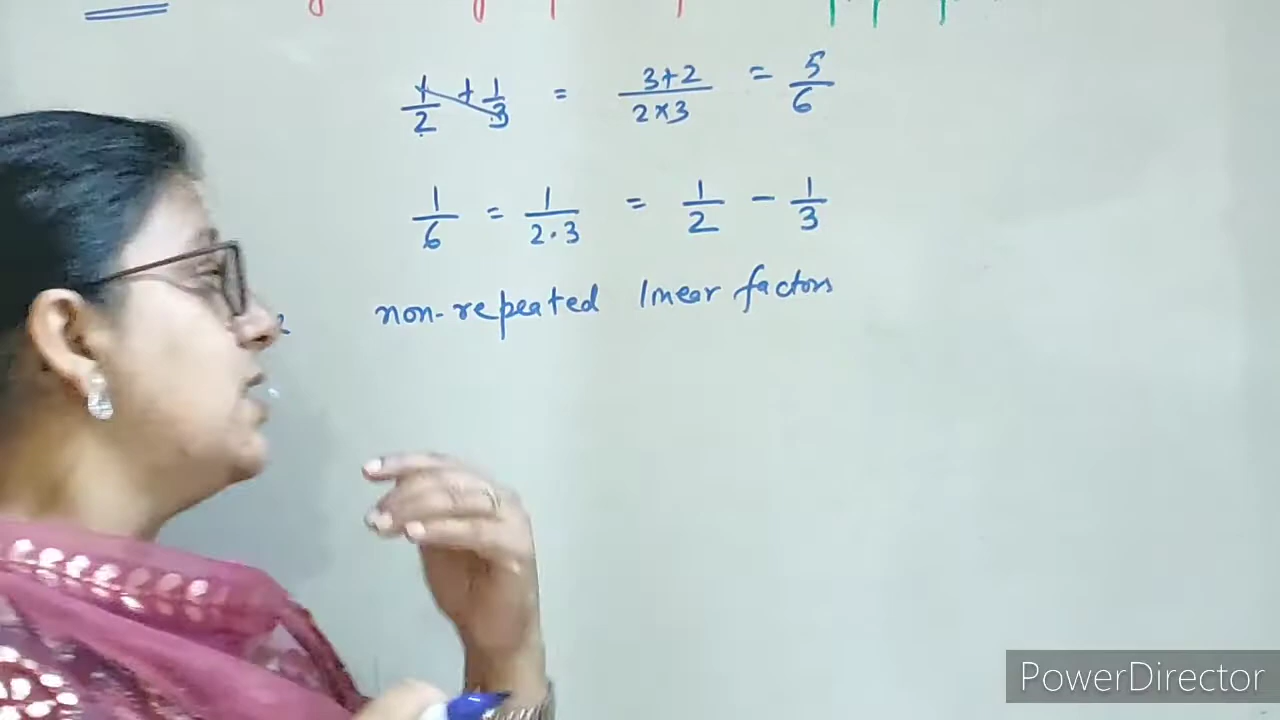 1/2 + 1/3 = 3+2/2×3 = 5/6
1/6 = 1/2·3 = 1/2 - 1/3
non-repeated linear factors
PowerDirector